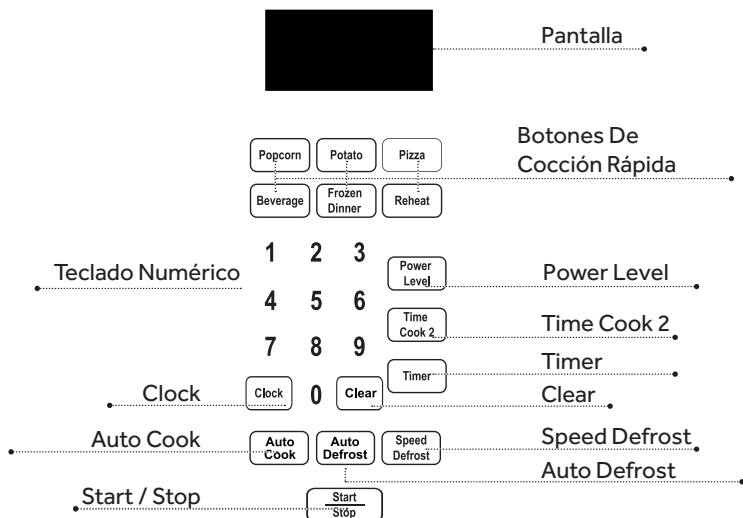 Pantalla
Botones De
Cocción Rápida
Popcorn Potato Pizza
Beverage Frozen Dinner Reheat
1 2 3
Power Level
Teclado Numérico
Power Level
4 5 6
Time Cook 2
Time Cook 2
7 8 9
Timer
Timer
Clock
Clock 0 Clear
Clear
Auto Cook
Auto Cook Auto Defrost Speed Defrost
Speed Defrost
Auto Defrost
Start / Stop
Start
Stop